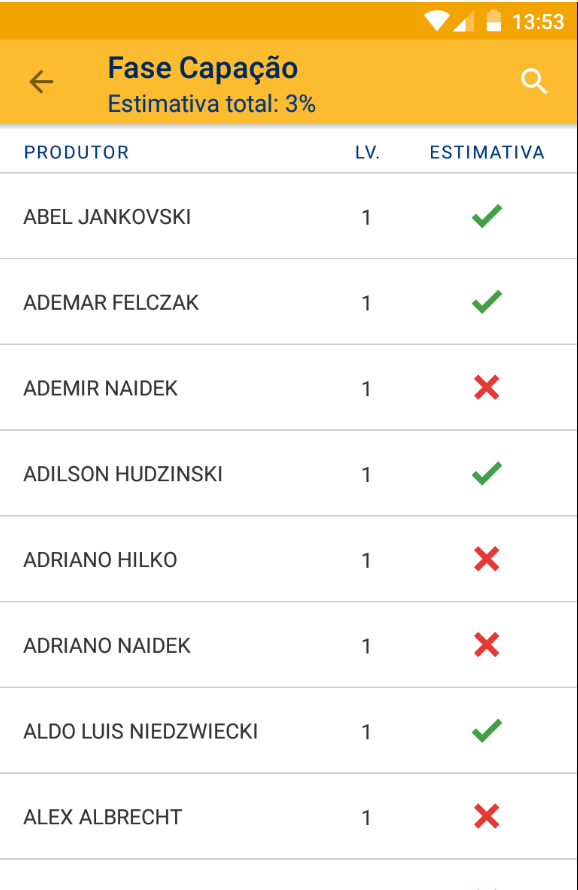 13:53
Fase Capação
Estimativa total: 3%
PRODUTOR LV. ESTIMATIVA
ABEL JANKOVSKI 1
ADEMAR FELCZAK 1
ADEMIR NAIDEK 1
ADILSON HUDZINSKI 1
ADRIANO HILKO 1
ADRIANO NAIDEK 1
ALDO LUIS NIEDZWIECKI 1
ALEX ALBRECHT 1